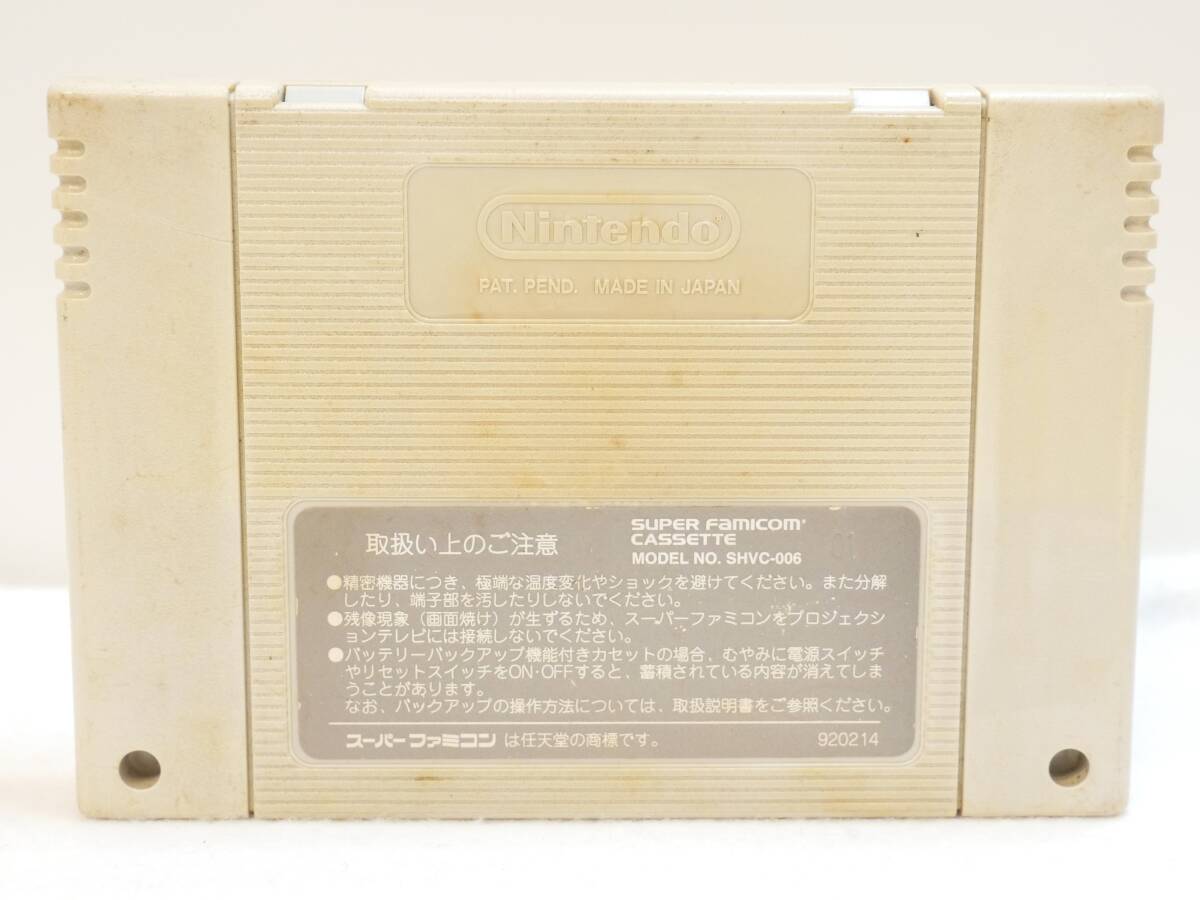 Nintendo
PAT. PEND. MADE IN JAPAN
取扱い上のご注意
SUPER FAMICOM
CASSETTE
MODEL NO. SHVC-006
01
●精密機器につき、極端な温度変化やショックを避けてください。また分解
したり、端子部を汚したりしないでください。
●残像現象(画面焼け)が生ずるため、スーパーファミコンをプロジェクシ
ョンテレビには接続しないでください。
●バッテリーバックアップ機能付きカセットの場合、むやみに電源スイッチ
やリセットスイッチをON・OFFすると、蓄積されている内容が消えてしま
うことがあります。
なお、バックアップの操作方法については、取扱説明書をご参照ください。
スーパーファミコン は任天堂の商標です。
920214